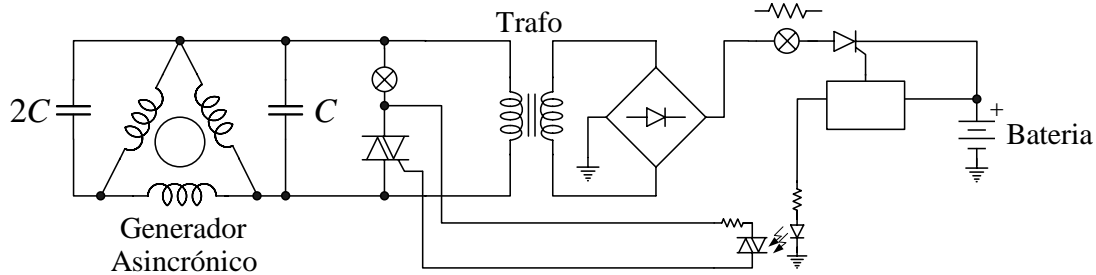 Trafo
2C
C
+
Bateria
Generador
Asincrónico